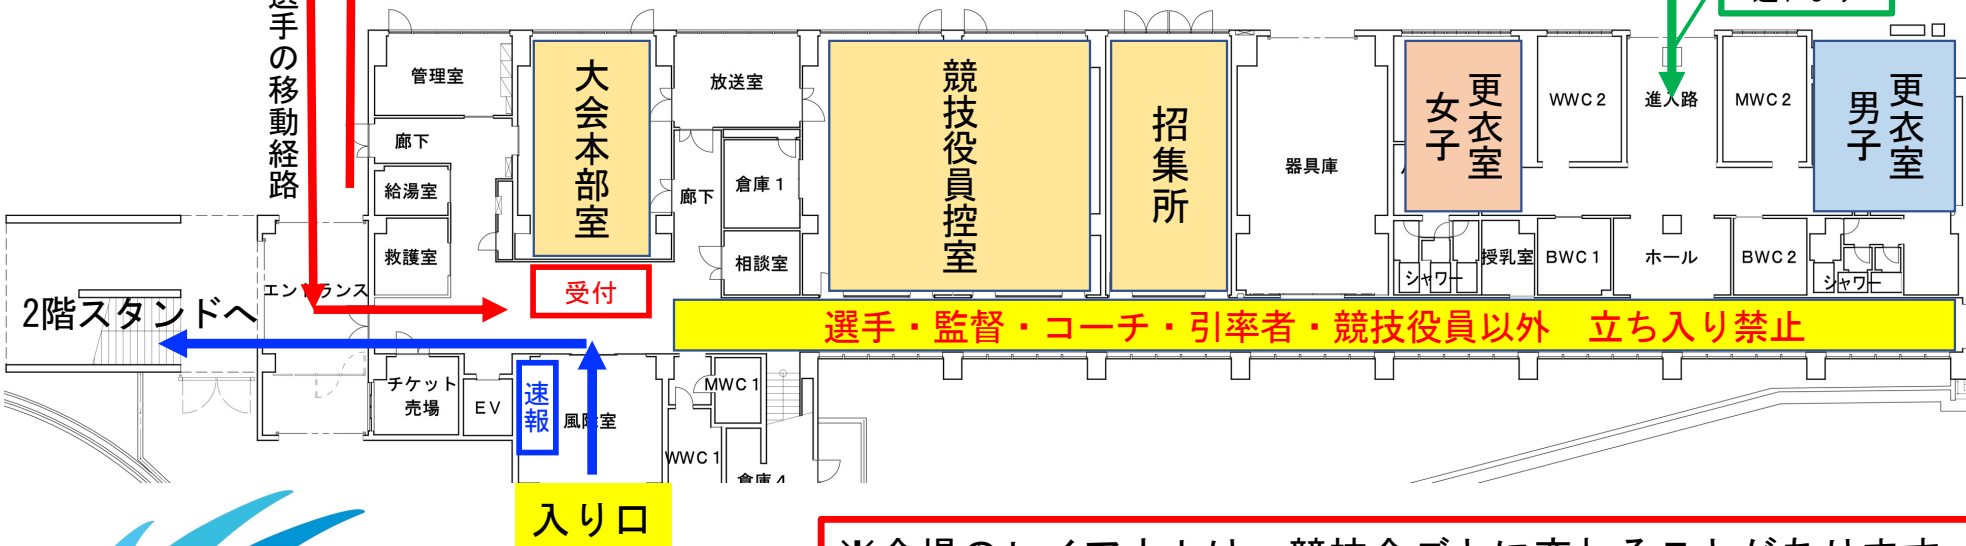 選手の移動経路
管理室
大会本部室
放送室
競技役員控室
招集所
器具庫
女子更衣室
WWC2
進入路
MWC2
男子更衣室
廊下
給湯室
倉庫1
廊下
救護室
相談室
シャワー
授乳室
BWC1
ホール
BWC2
シャワー
エントランス
受付
2階スタンドへ
選手・監督・コーチ・引率者・競技役員以外 立ち入り禁止
チケット
売場
EV
速報
風除室
MWC1
WWC1
倉庫4
入り口